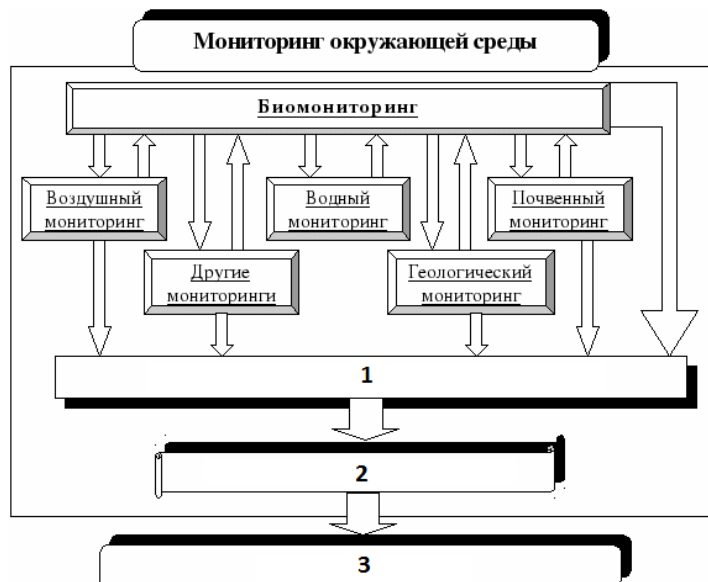 Мониторинг окружающей среды
Биомониторинг
Воздушный
мониторинг
Водный
мониторинг
Почвенный
мониторинг
Другие
мониторинги
Геологический
мониторинг
1
2
3